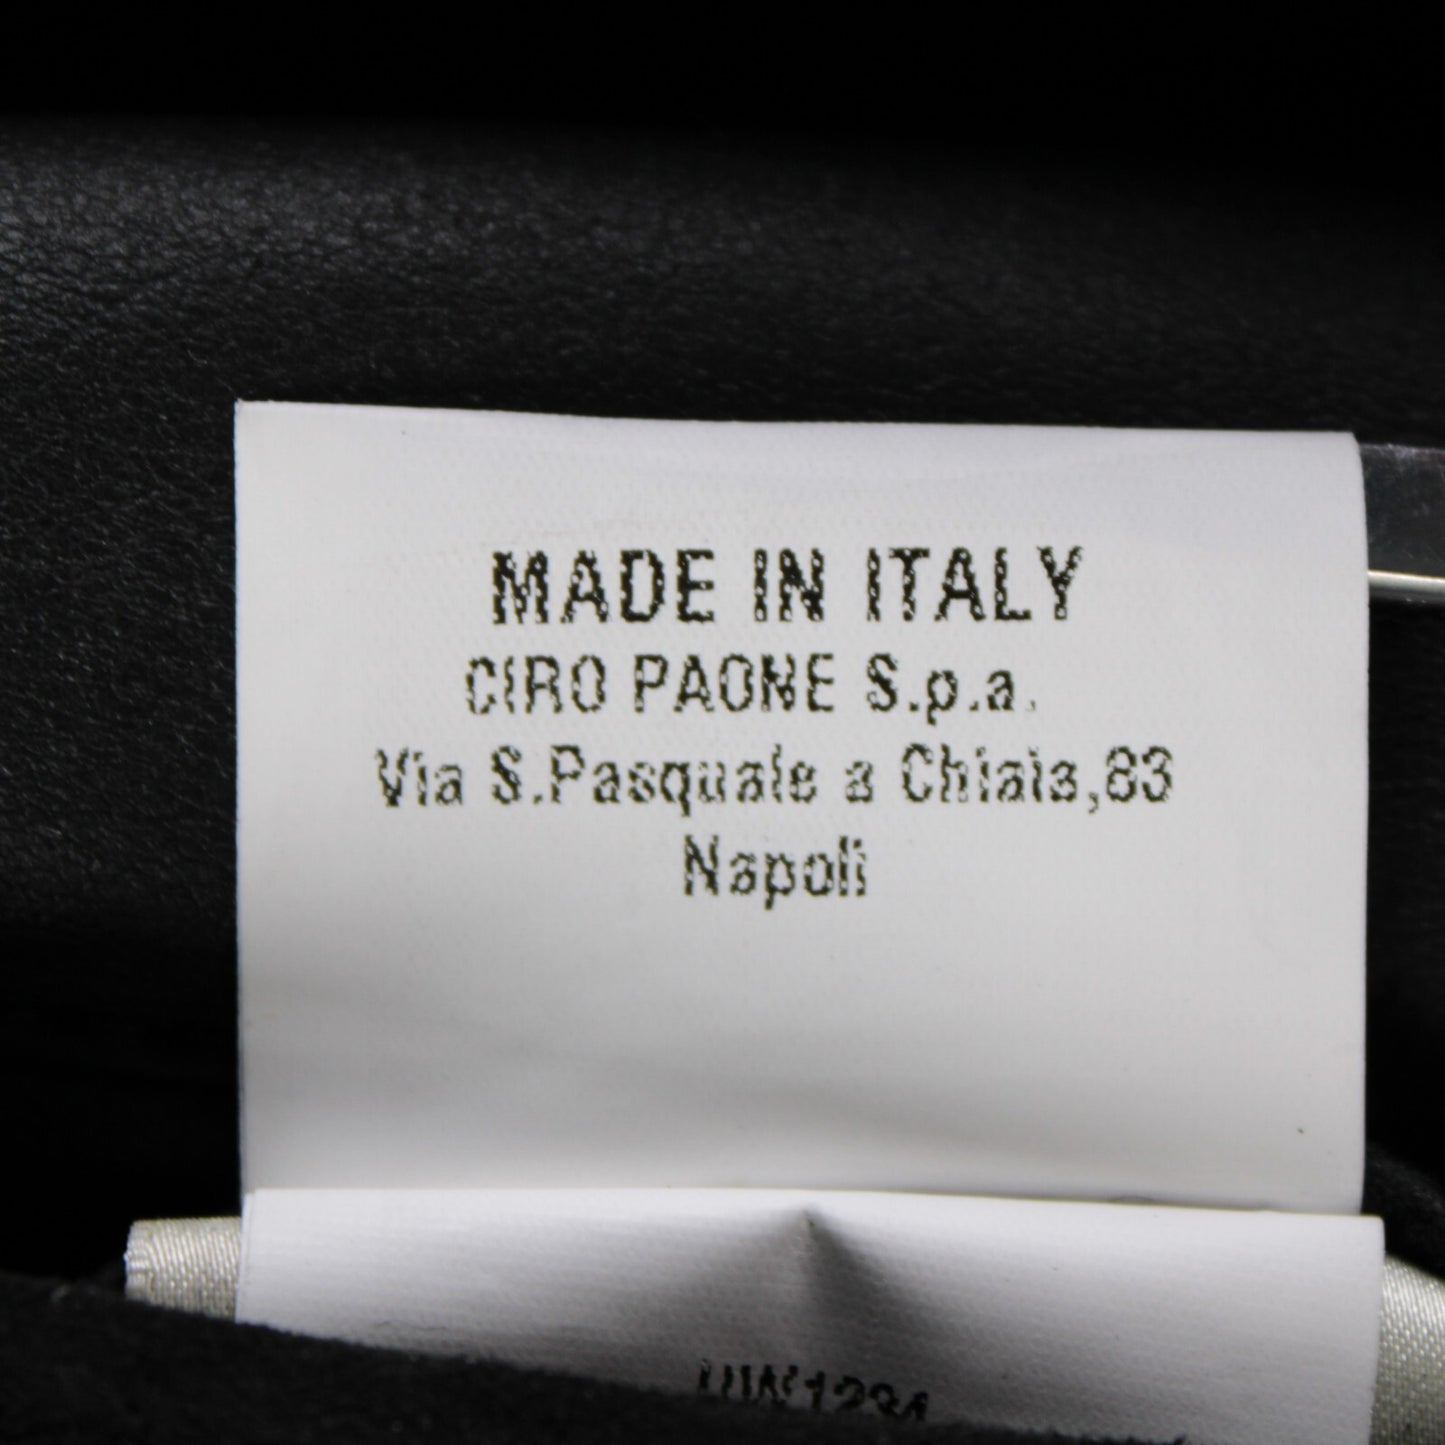 MADE IN ITALY
CIRO PAONE S.p.a.
Via S.Pasquale a Chiaia,83
Napoli